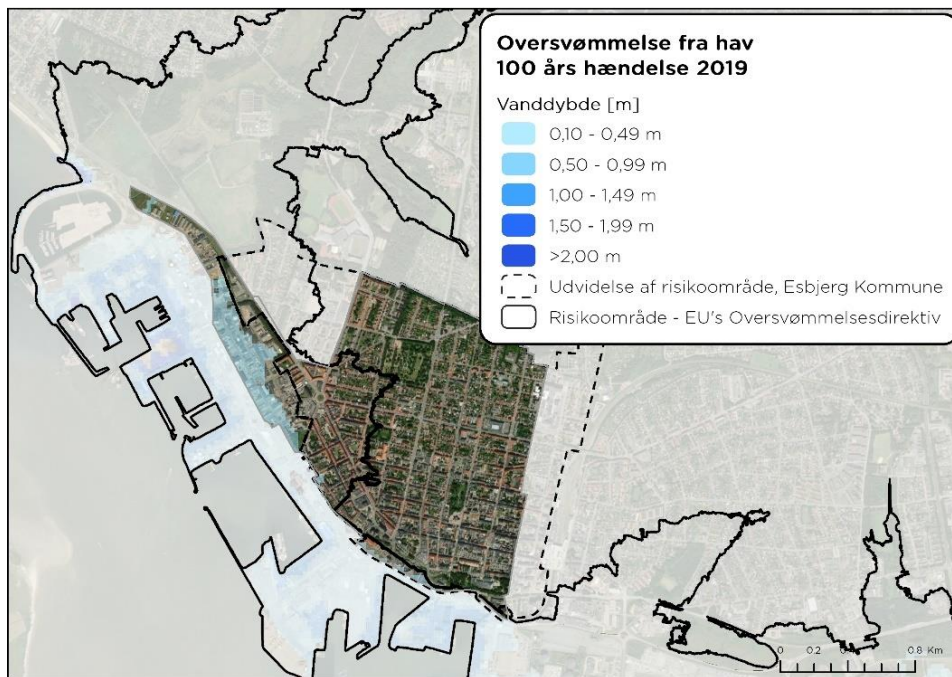 Oversvømmelse fra hav
100 års hændelse 2019
Vanddybde [m]
0,10 - 0,49 m
0,50 - 0,99 m
1,00 - 1,49 m
1,50 - 1,99 m
>2,00 m
Udvidelse af risikoområde, Esbjerg Kommune
Risikoområde - EU's Oversvømmelsesdirektiv
0 0.2 0.4 0.8 Km